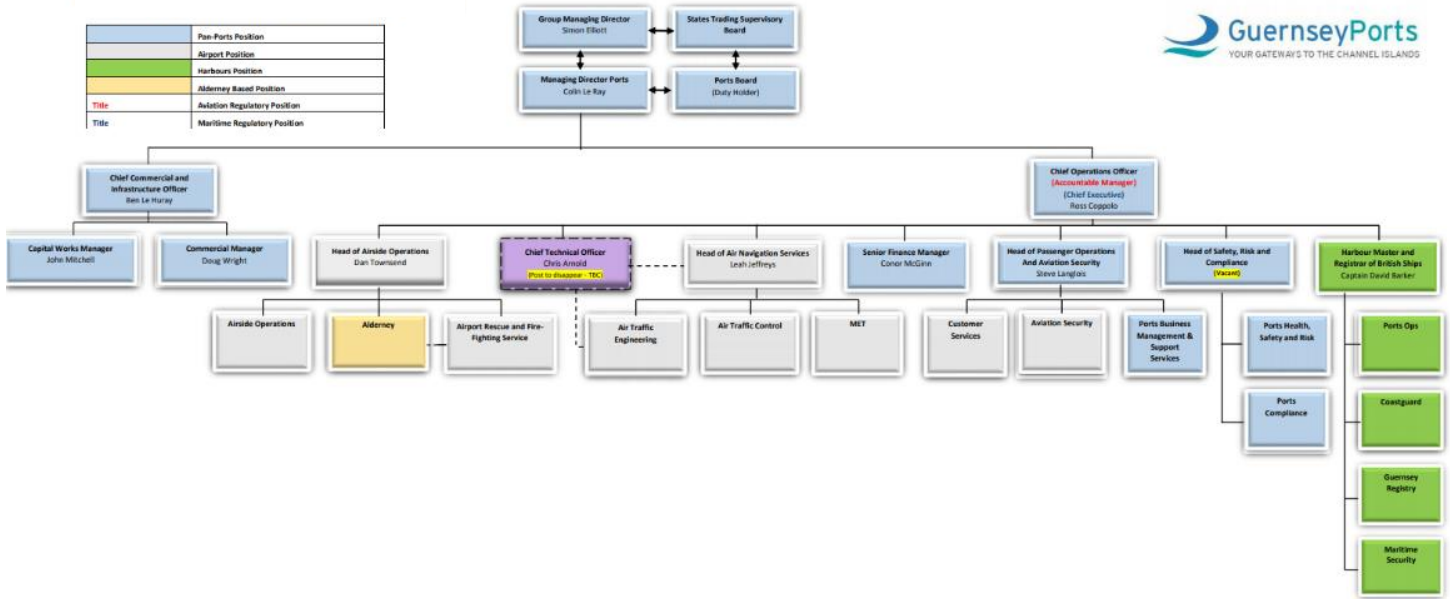 Pan-Ports Position
Airport Position
Harbours Position
Alderney Based Position
Title Aviation Regulatory Position
Title Maritime Regulatory Position
Group Managing Director
Simon Elliott
States Trading Supervisory
Board
Managing Director Ports
Colin Le Ray
Ports Board
(Duty Holder)
GuernseyPorts
YOUR GATEWAYS TO THE CHANNEL ISLANDS
Chief Commercial and
Infrastructure Officer
Ben Le Huray
Chief Operations Officer
(Accountable Manager)
(Chief Executive)
Ross Coppolo
Capital Works Manager
John Mitchell
Commercial Manager
Doug Wright
Head of Airside Operations
Dan Townsend
Chief Technical Officer
Chris Arnold
(Post to disappear - TBC)
Head of Air Navigation Services
Leah Jeffreys
Senior Finance Manager
Conor McGinn
Head of Passenger Operations
And Aviation Security
Steve Langlois
Head of Safety, Risk and
Compliance
(Vacant)
Harbour Master and
Registrar of British Ships
Captain David Barker
Airside Operations
Alderney
Airport Rescue and Fire-
Fighting Service
Air Traffic
Engineering
Air Traffic Control
MET
Customer
Services
Aviation Security
Ports Business
Management &
Support
Services
Ports Health,
Safety and Risk
Ports Ops
Ports
Compliance
Coastguard
Guernsey
Registry
Maritime
Security